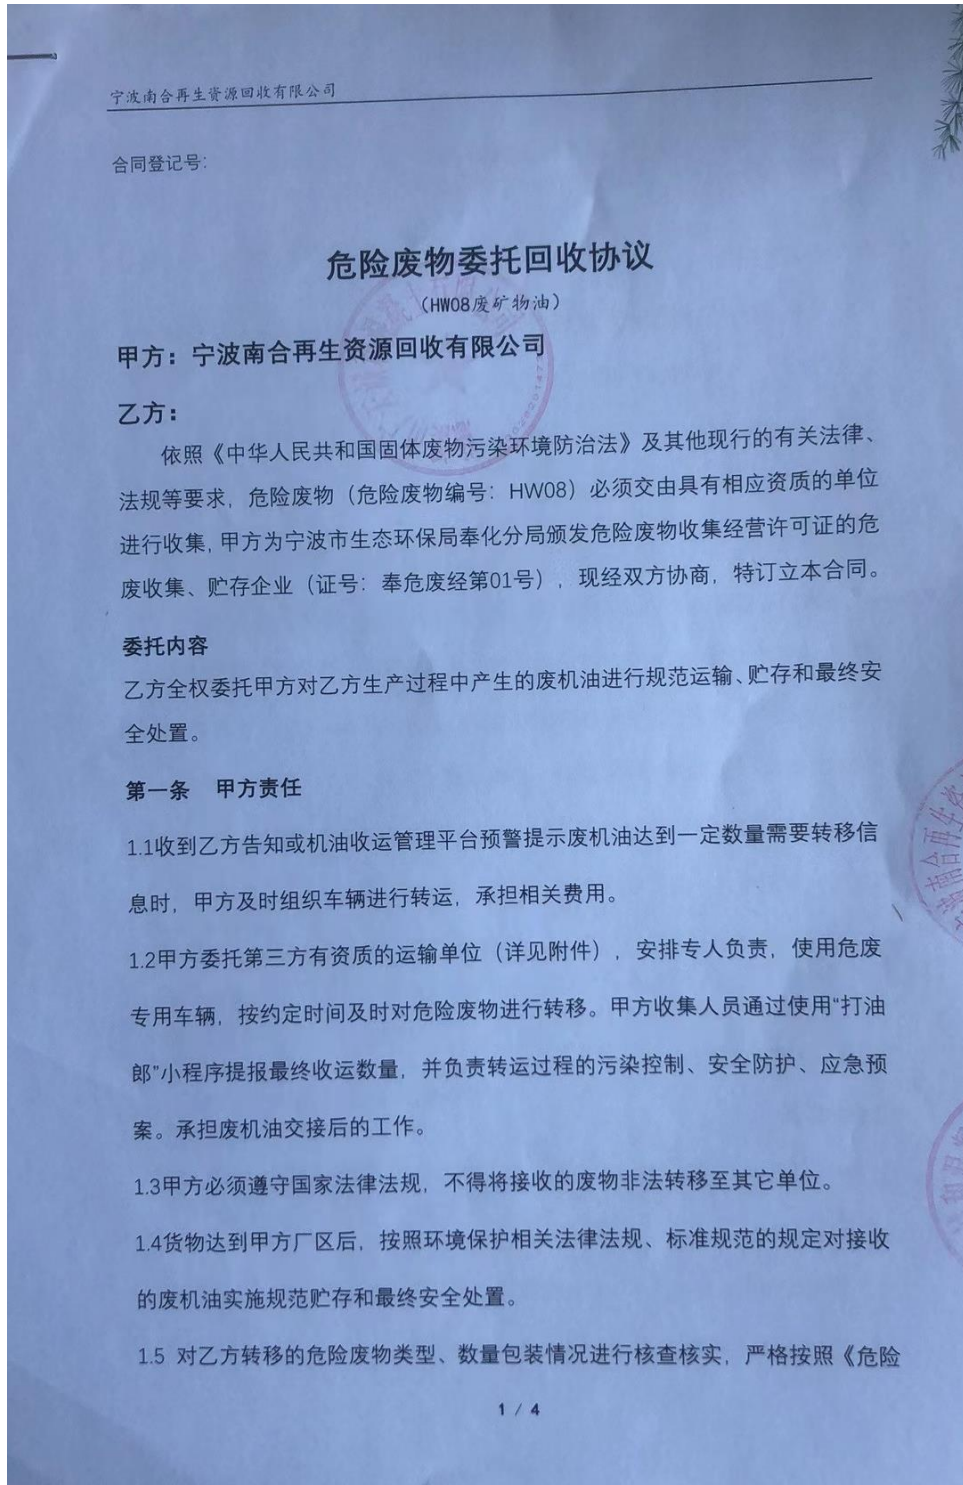 宁波南合再生资源回收有限公司
合同登记号:
危险废物委托回收协议
（HW08废矿物油）
甲方：宁波南合再生资源回收有限公司
乙方：
依照《中华人民共和国固体废物污染环境防治法》及其他现行的有关法律、
法规等要求，危险废物（危险废物编号：HW08）必须交由具有相应资质的单位
进行收集,甲方为宁波市生态环保局奉化分局颁发危险废物收集经营许可证的危
废收集、贮存企业（证号：奉危废经第01号），现经双方协商，特订立本合同。
委托内容
乙方全权委托甲方对乙方生产过程中产生的废机油进行规范运输、贮存和最终安
全处置。
第一条 甲方责任
1.1收到乙方告知或机油收运管理平台预警提示废机油达到一定数量需要转移信
息时，甲方及时组织车辆进行转运，承担相关费用。
1.2甲方委托第三方有资质的运输单位（详见附件），安排专人负责，使用危废
专用车辆，按约定时间及时对危险废物进行转移。甲方收集人员通过使用“打油
郎”小程序提报最终收运数量，并负责转运过程的污染控制、安全防护、应急预
案。承担废机油交接后的工作。
1.3甲方必须遵守国家法律法规，不得将接收的废物非法转移至其它单位。
1.4货物达到甲方厂区后，按照环境保护相关法律法规、标准规范的规定对接收
的废机油实施规范贮存和最终安全处置。
1.5 对乙方转移的危险废物类型、数量包装情况进行核查核实，严格按照《危险
南合再生资
1 / 4